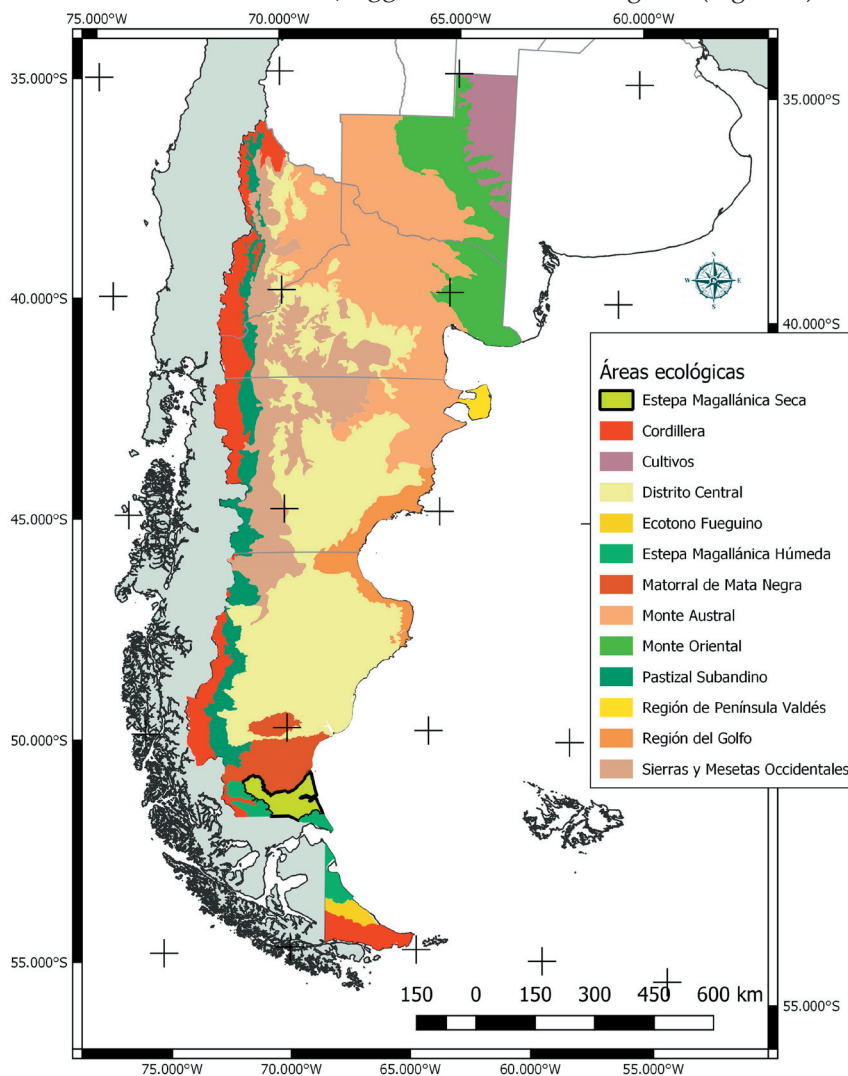 75.000°W 70.000°W 65.000°W 60.000°W
35.000°S 35.000°S
40.000°S 40.000°S
45.000°S
50.000°S
55.000°S 55.000°S
N
W E
S
Áreas ecológicas
Estepa Magallánica Seca
Cordillera
Cultivos
Distrito Central
Ecotono Fueguino
Estepa Magallánica Húmeda
Matorral de Mata Negra
Monte Austral
Monte Oriental
Pastizal Subandino
Región de Península Valdés
Región del Golfo
Sierras y Mesetas Occidentales
150 0 150 300 450 600 km
75.000°W 70.000°W 65.000°W 60.000°W 55.000°W